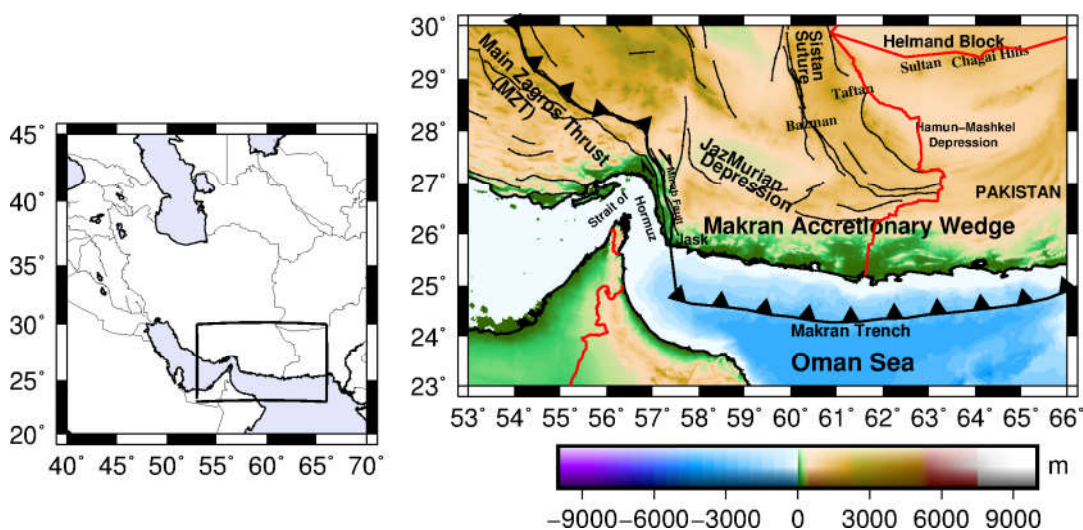 45°
40°
35°
30°
25°
20°
40° 45° 50° 55° 60° 65° 70°
30°
29°
28°
27°
26°
25°
24°
23°
53° 54° 55° 56° 57° 58° 59° 60° 61° 62° 63° 64° 65° 66°
Main Zagros Thrust
(MZT)
Sistan
Suture
Helmand Block
Sultan Chagai Hills
Taftan
Bazman
Hamun–Mashkel
Depression
JazMurian
Depression
PAKISTAN
Minab Fault
Strait of
Hormuz
Jask
Makran Accretionary Wedge
Makran Trench
Oman Sea
m
−9000 −6000 −3000 0 3000 6000 9000